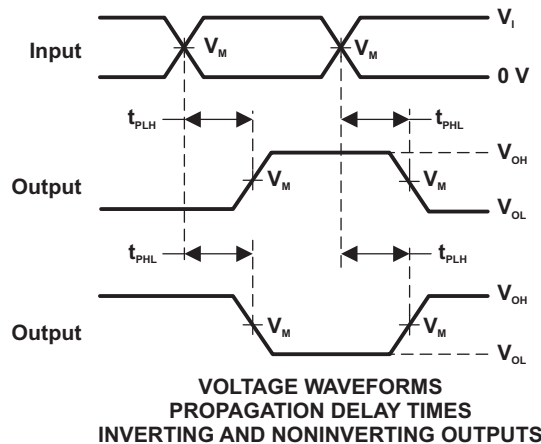 Input
V_M
V_M
V_I
0 V
t_PLH
t_PHL
Output
V_M
V_M
V_OH
V_OL
t_PHL
t_PLH
Output
V_M
V_M
V_OH
V_OL
VOLTAGE WAVEFORMS
PROPAGATION DELAY TIMES
INVERTING AND NONINVERTING OUTPUTS